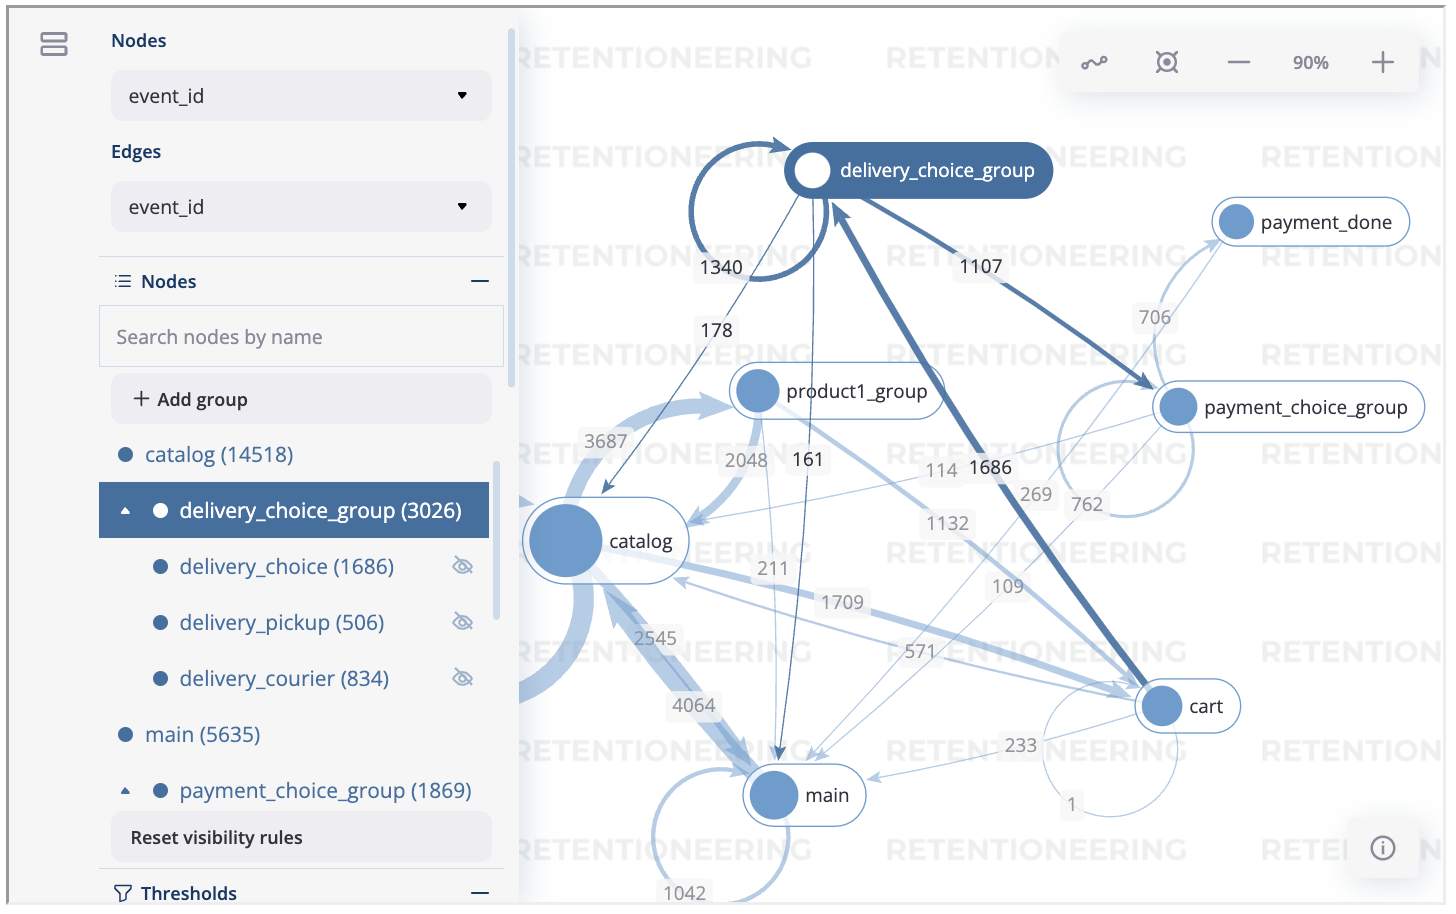 Nodes
event_id
Edges
event_id
Nodes
Search nodes by name
+ Add group
catalog (14518)
delivery_choice_group (3026)
delivery_choice (1686)
delivery_pickup (506)
delivery_courier (834)
main (5635)
payment_choice_group (1869)
Reset visibility rules
Thresholds
RETENTIONEERING
90%
delivery_choice_group
payment_done
1340
1107
706
178
product1_group
payment_choice_group
3687
2048
161
114
1686
269
762
1132
catalog
211
109
1709
2545
571
4064
cart
233
main
1
1042